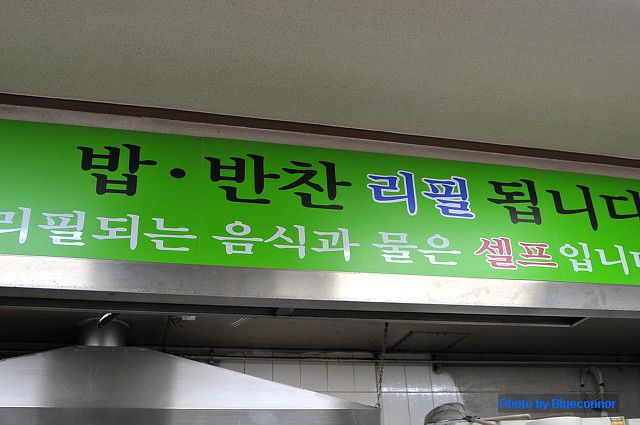 밥·반찬 리필 됩니다
리필되는 음식과 물은 셀프입니다
Photo by Blueconnor